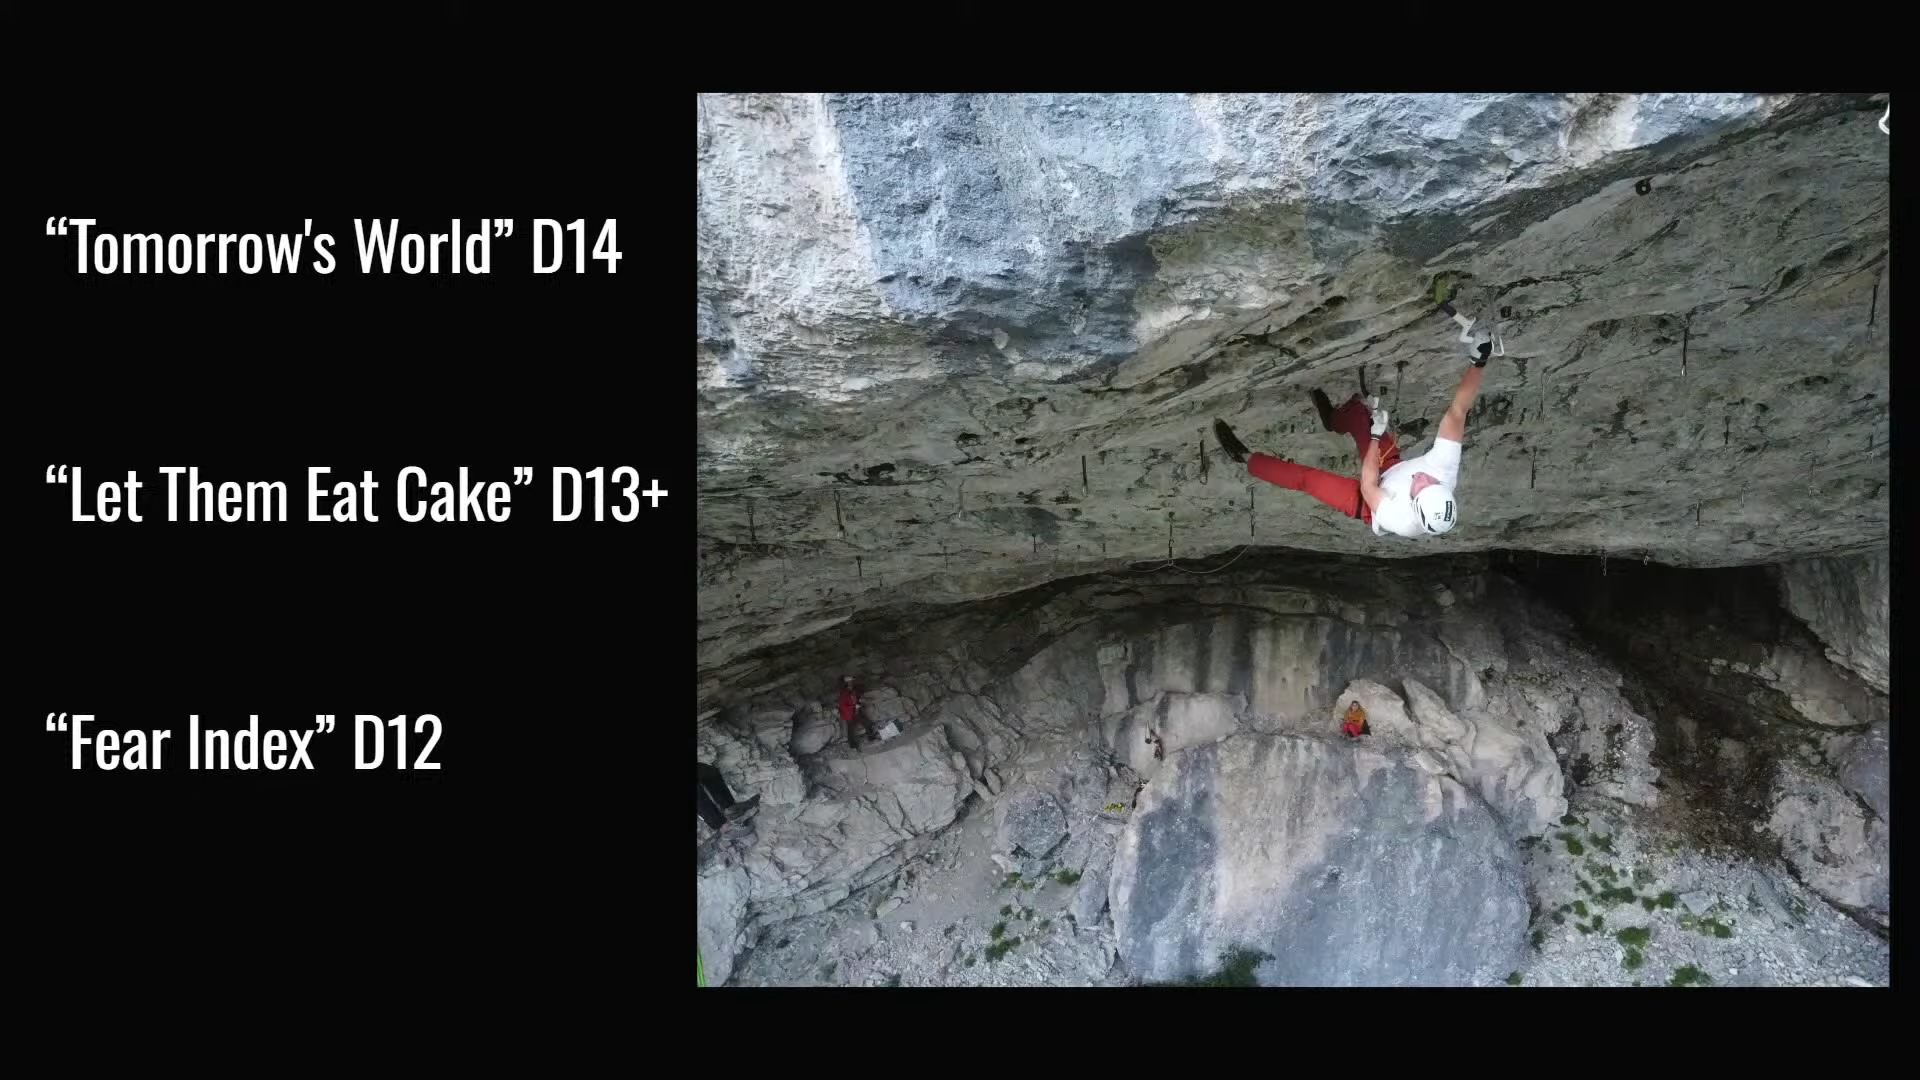 “Tomorrow's World” D14
“Let Them Eat Cake” D13+
“Fear Index” D12